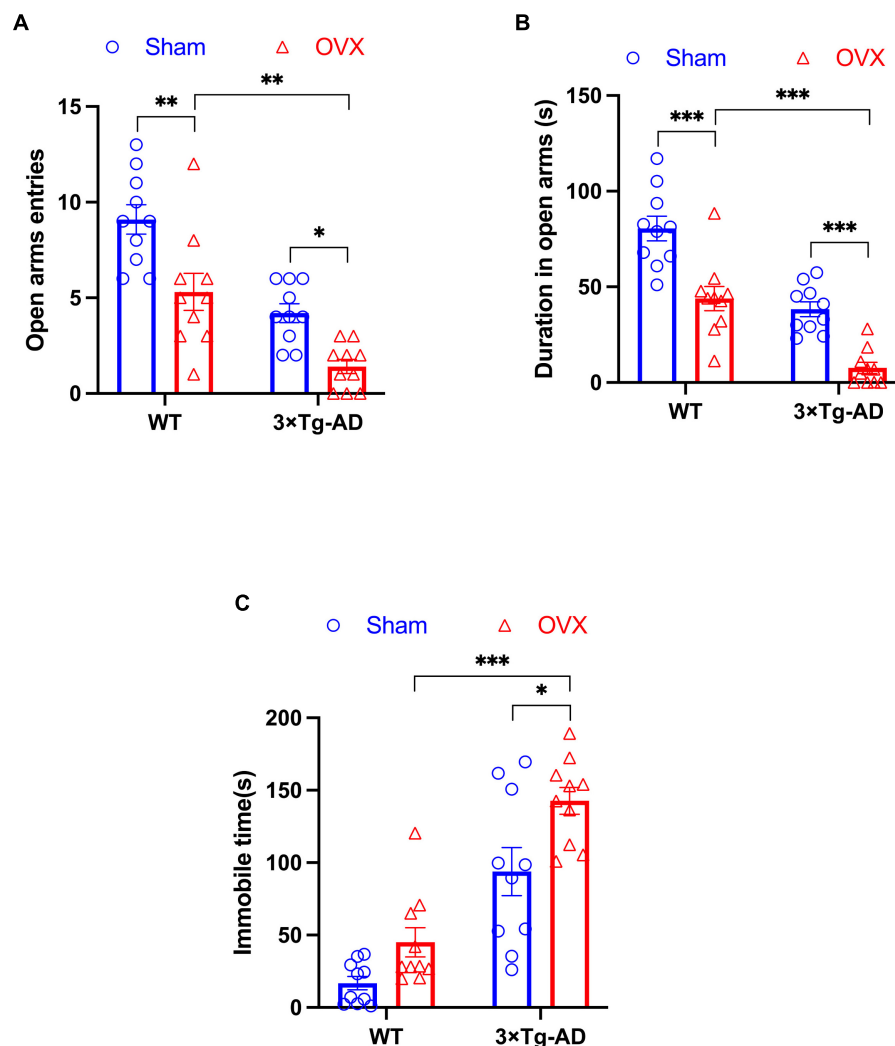 A
Sham OVX
** **
*
Open arms entries
15
10
5
0
WT 3×Tg-AD
B
Sham OVX
*** ***
***
Duration in open arms (s)
150
100
50
0
WT 3×Tg-AD
C
Sham OVX
***
*
Immobile time(s)
200
150
100
50
0
WT 3×Tg-AD